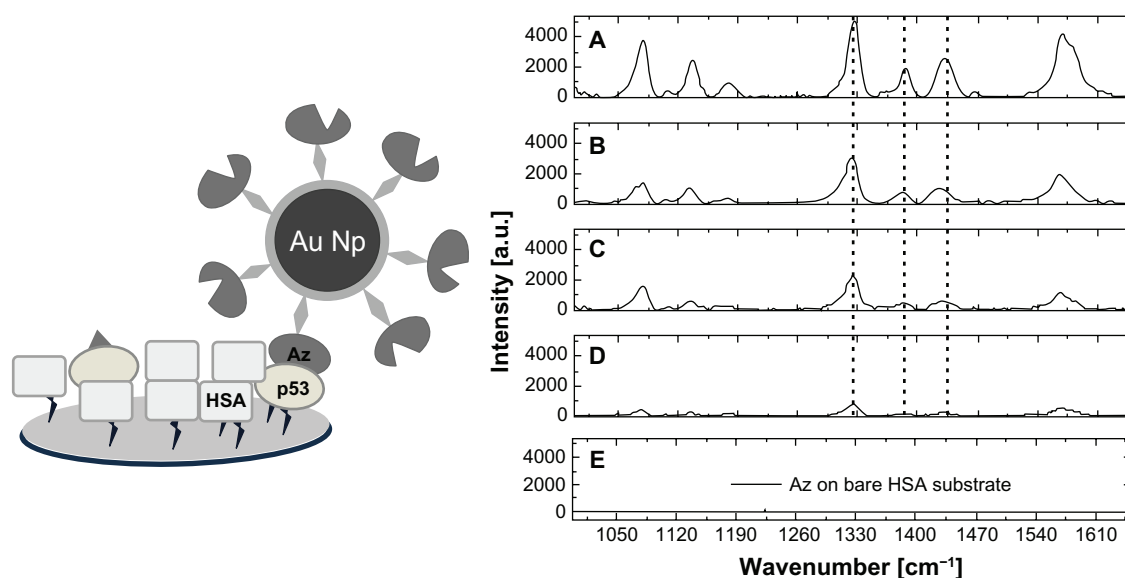 Au Np
Az
p53
HSA
Intensity [a.u.]
A
4000
2000
0
B
4000
2000
0
C
4000
2000
0
D
4000
2000
0
E
4000
2000
0
Az on bare HSA substrate
1050 1120 1190 1260 1330 1400 1470 1540 1610
Wavenumber [cm⁻¹]